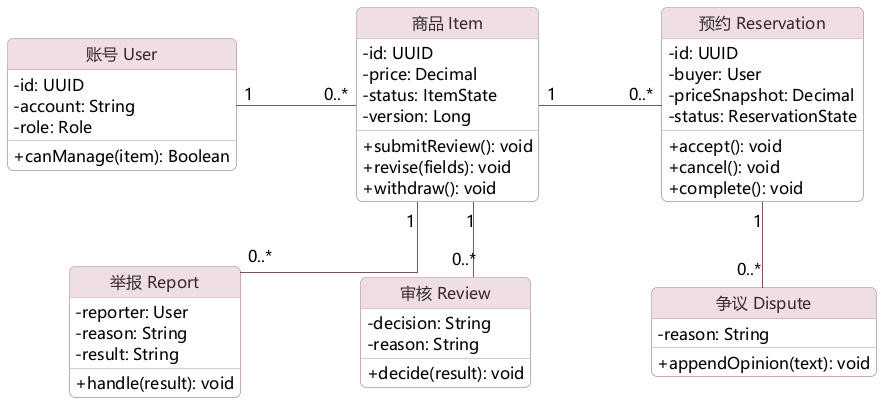 账号 User
-id: UUID
-account: String
-role: Role
+canManage(item): Boolean
1
0..*
商品 Item
-id: UUID
-price: Decimal
-status: ItemState
-version: Long
+submitReview(): void
+revise(fields): void
+withdraw(): void
1
0..*
预约 Reservation
-id: UUID
-buyer: User
-priceSnapshot: Decimal
-status: ReservationState
+accept(): void
+cancel(): void
+complete(): void
1
0..*
1
0..*
1
0..*
举报 Report
-reporter: User
-reason: String
-result: String
+handle(result): void
审核 Review
-decision: String
-reason: String
+decide(result): void
争议 Dispute
-reason: String
+appendOpinion(text): void